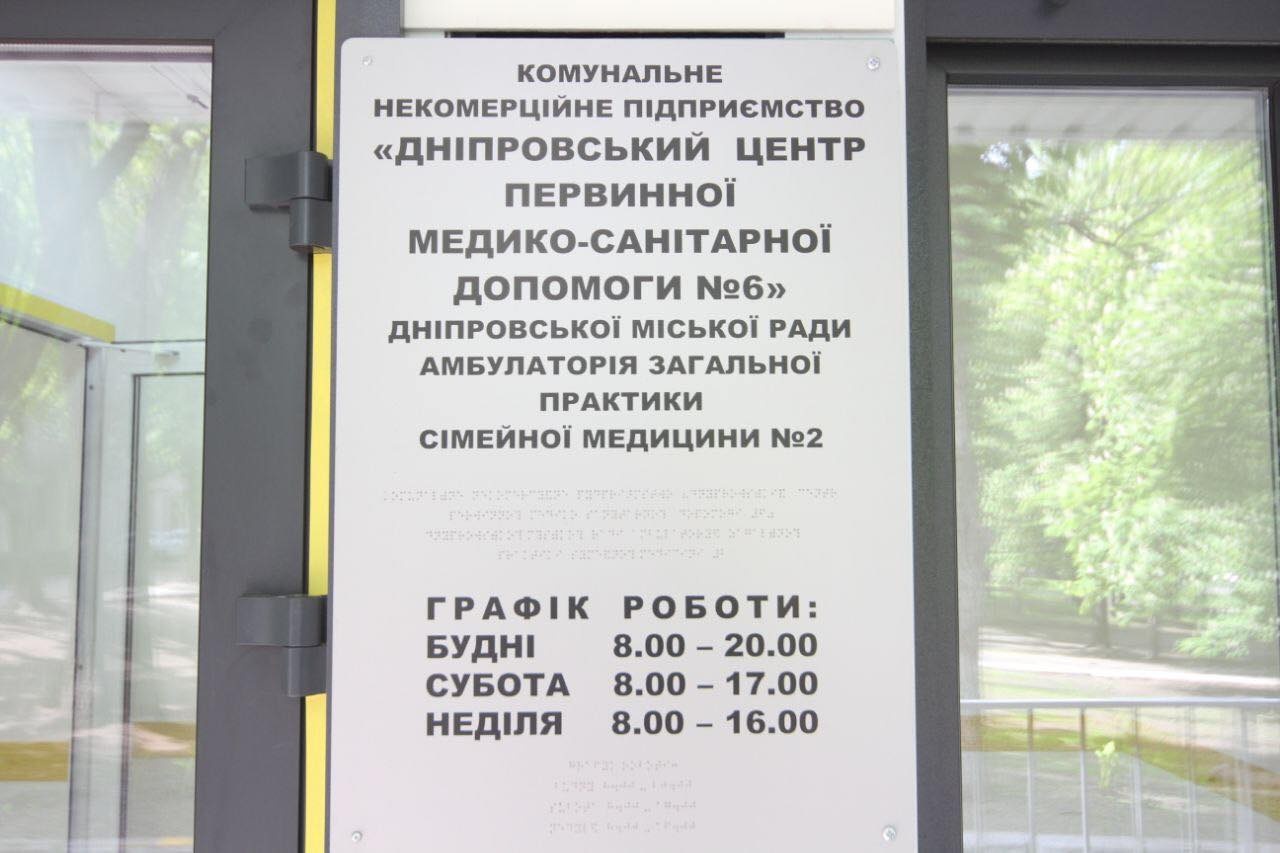 КОМУНАЛЬНЕ
НЕКОМЕРЦІЙНЕ ПІДПРИЄМСТВО
«ДНІПРОВСЬКИЙ ЦЕНТР
ПЕРВИННОЇ
МЕДИКО-САНІТАРНОЇ
ДОПОМОГИ №6»
ДНІПРОВСЬКОЇ МІСЬКОЇ РАДИ
АМБУЛАТОРІЯ ЗАГАЛЬНОЇ
ПРАКТИКИ
СІМЕЙНОЇ МЕДИЦИНИ №2
ГРАФІК РОБОТИ:
БУДНІ 8.00 – 20.00
СУБОТА 8.00 – 17.00
НЕДІЛЯ 8.00 – 16.00